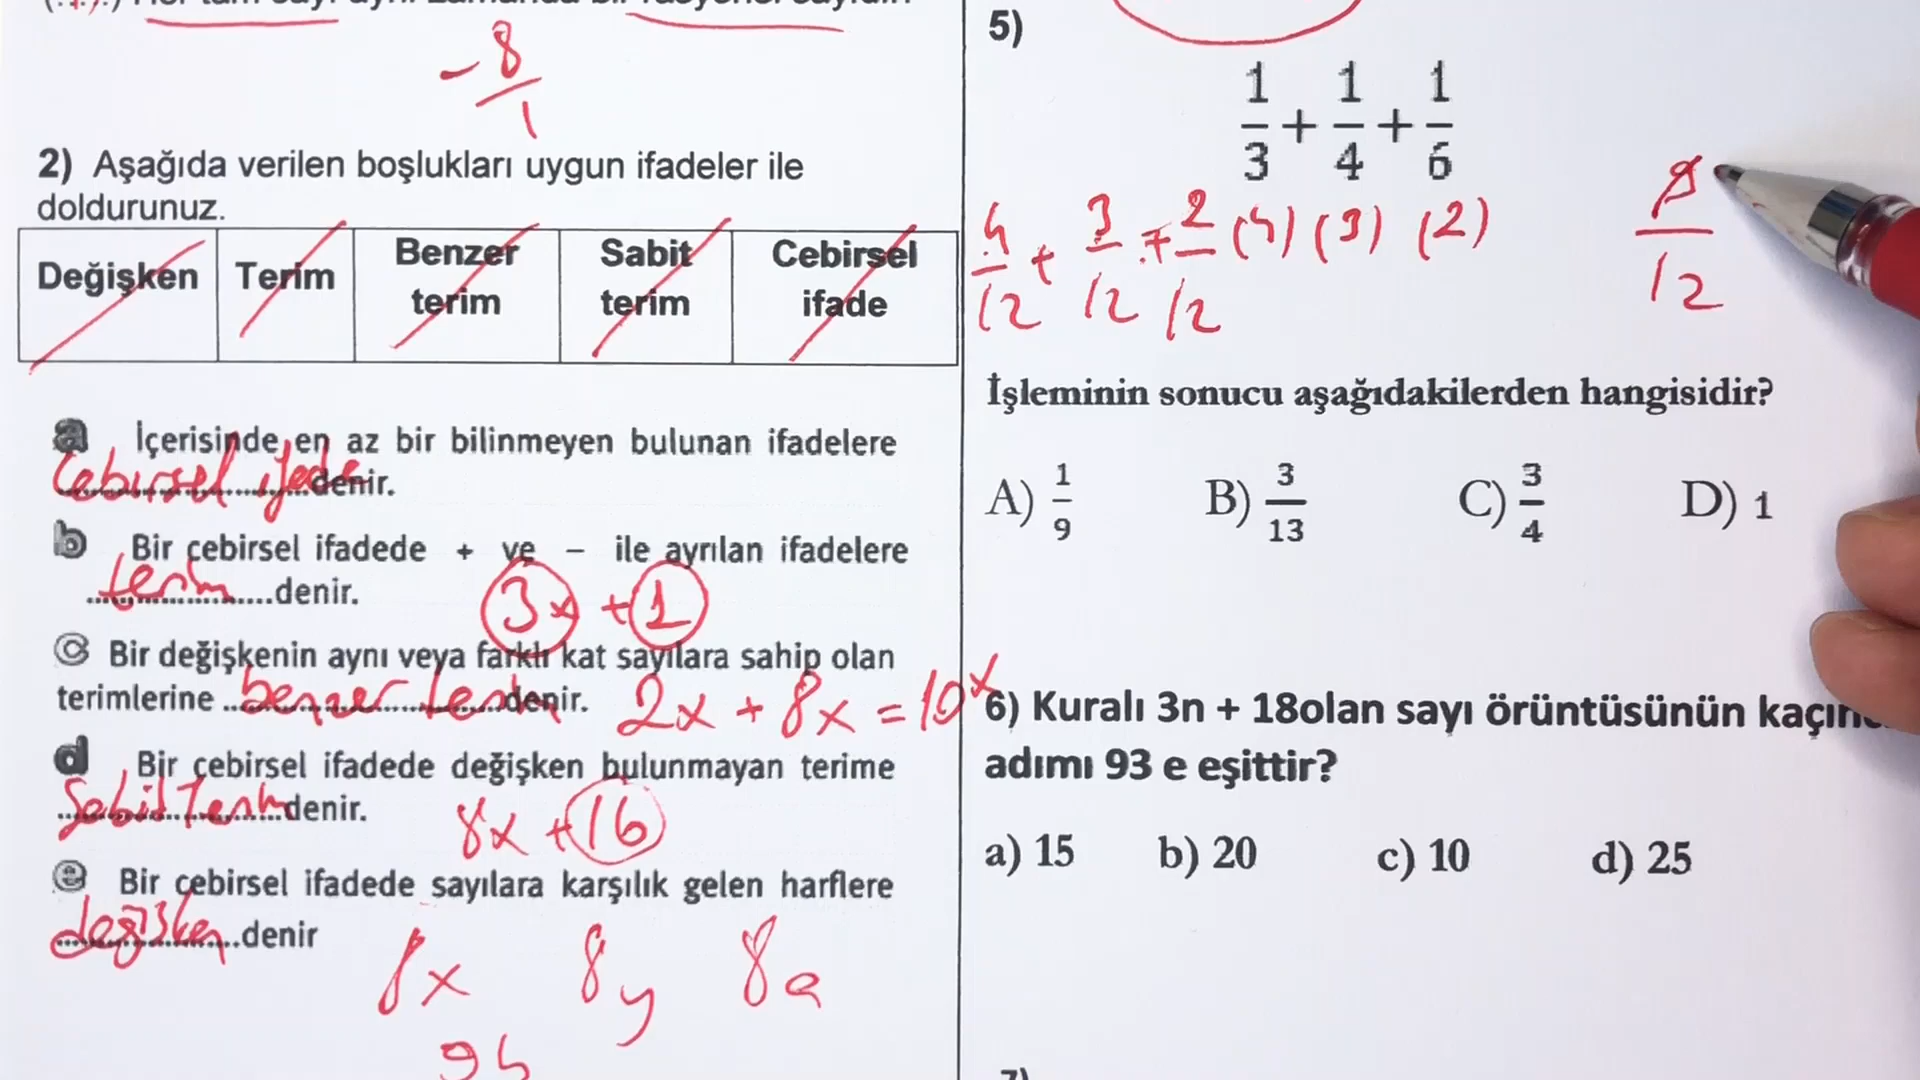 -8/1
2) Aşağıda verilen boşlukları uygun ifadeler ile
doldurunuz.
Değişken Terim Benzer terim Sabit terim Cebirsel ifade
a İçerisinde en az bir bilinmeyen bulunan ifadelere
Cebirsel ifade denir.
b Bir cebirsel ifadede + ve − ile ayrılan ifadelere
terim denir. 3x + 1
c Bir değişkenin aynı veya farklı kat sayılara sahip olan
terimlerine benzer terim denir. 2x + 8x = 10x
d Bir cebirsel ifadede değişken bulunmayan terime
Sabit Terim denir. 8x + 16
e Bir cebirsel ifadede sayılara karşılık gelen harflere
değişken denir
8x 8y 8a
5)
1/3 + 1/4 + 1/6
(4) (3) (2)
4/12 + 3/12 + 2/12
9/12
İşleminin sonucu aşağıdakilerden hangisidir?
A) 1/9 B) 3/13 C) 3/4 D) 1
6) Kuralı 3n + 18olan sayı örüntüsünün
adımı 93 e eşittir?
a) 15 b) 20 c) 10 d) 25